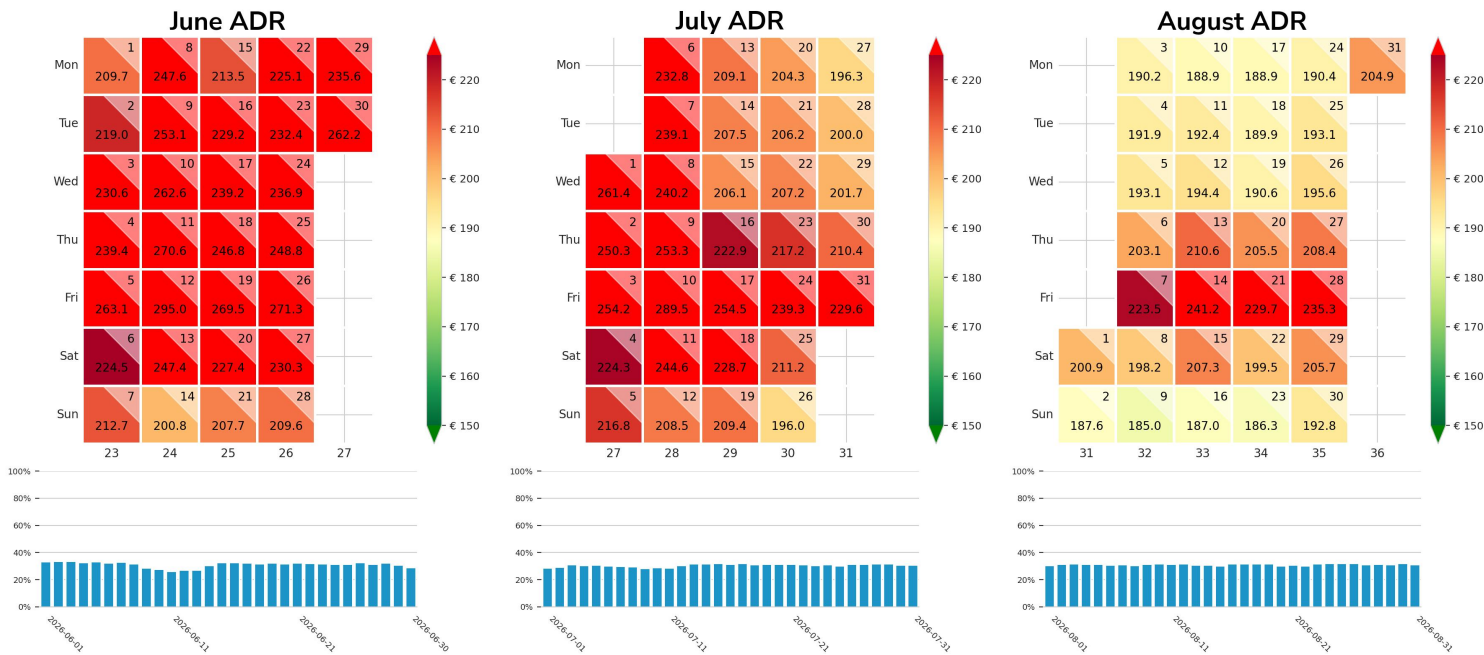 June ADR
Mon 1 209.7 8 247.6 15 213.5 22 225.1 29 235.6
Tue 2 219.0 9 253.1 16 229.2 23 232.4 30 262.2
Wed 3 230.6 10 262.6 17 239.2 24 236.9
Thu 4 239.4 11 270.6 18 246.8 25 248.8
Fri 5 263.1 12 295.0 19 269.5 26 271.3
Sat 6 224.5 13 247.4 20 227.4 27 230.3
Sun 7 212.7 14 200.8 21 207.7 28 209.6
23 24 25 26 27
€ 220
€ 210
€ 200
€ 190
€ 180
€ 170
€ 160
€ 150
100%
80%
60%
40%
20%
0%
2026-06-01 2026-06-11 2026-06-21 2026-06-30
July ADR
Mon 6 232.8 13 209.1 20 204.3 27 196.3
Tue 7 239.1 14 207.5 21 206.2 28 200.0
Wed 1 261.4 8 240.2 15 206.1 22 207.2 29 201.7
Thu 2 250.3 9 253.3 16 222.9 23 217.2 30 210.4
Fri 3 254.2 10 289.5 17 254.5 24 239.3 31 229.6
Sat 4 224.3 11 244.6 18 228.7 25 211.2
Sun 5 216.8 12 208.5 19 209.4 26 196.0
27 28 29 30 31
€ 220
€ 210
€ 200
€ 190
€ 180
€ 170
€ 160
€ 150
100%
80%
60%
40%
20%
0%
2026-07-01 2026-07-11 2026-07-21 2026-07-31
August ADR
Mon 3 190.2 10 188.9 17 188.9 24 190.4 31 204.9
Tue 4 191.9 11 192.4 18 189.9 25 193.1
Wed 5 193.1 12 194.4 19 190.6 26 195.6
Thu 6 203.1 13 210.6 20 205.5 27 208.4
Fri 7 223.5 14 241.2 21 229.7 28 235.3
Sat 1 200.9 8 198.2 15 207.3 22 199.5 29 205.7
Sun 2 187.6 9 185.0 16 187.0 23 186.3 30 192.8
31 32 33 34 35 36
€ 220
€ 210
€ 200
€ 190
€ 180
€ 170
€ 160
€ 150
100%
80%
60%
40%
20%
0%
2026-08-01 2026-08-11 2026-08-21 2026-08-31